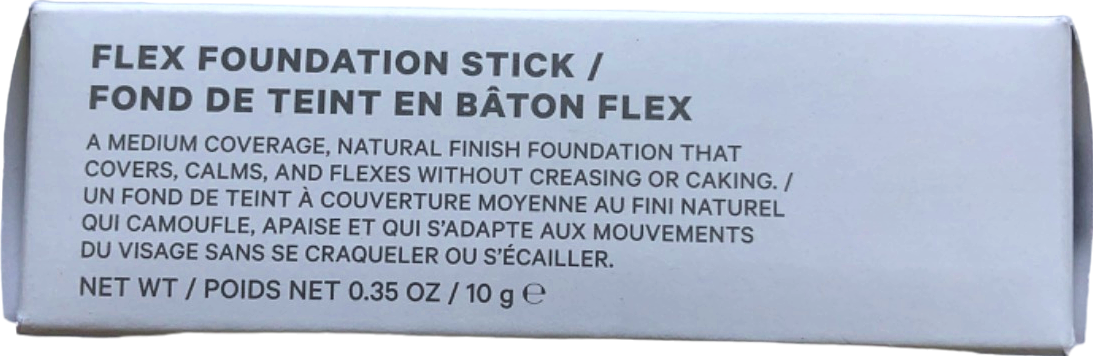 FLEX FOUNDATION STICK /
FOND DE TEINT EN BÂTON FLEX
A MEDIUM COVERAGE, NATURAL FINISH FOUNDATION THAT
COVERS, CALMS, AND FLEXES WITHOUT CREASING OR CAKING. /
UN FOND DE TEINT À COUVERTURE MOYENNE AU FINI NATUREL
QUI CAMOUFLE, APAISE ET QUI S'ADAPTE AUX MOUVEMENTS
DU VISAGE SANS SE CRAQUELER OU S'ÉCAILLER.
NET WT / POIDS NET 0.35 OZ / 10 g ℮